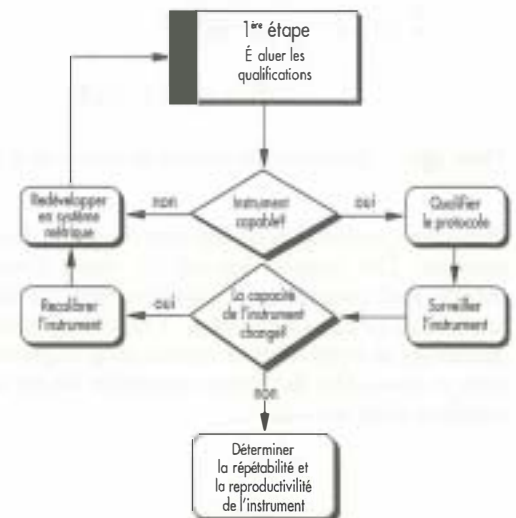 1ère étape
É aluer les
qualifications
non
Instrument
capable?
oui
Redévelopper
en système
métrique
Qualifier
le protocole
Recalibrer
l'instrument
oui
La capacité
de l'instrument
change?
Surveiller
l'instrument
non
Déterminer
la répétabilité et
la reproductivilité
de l'instrument